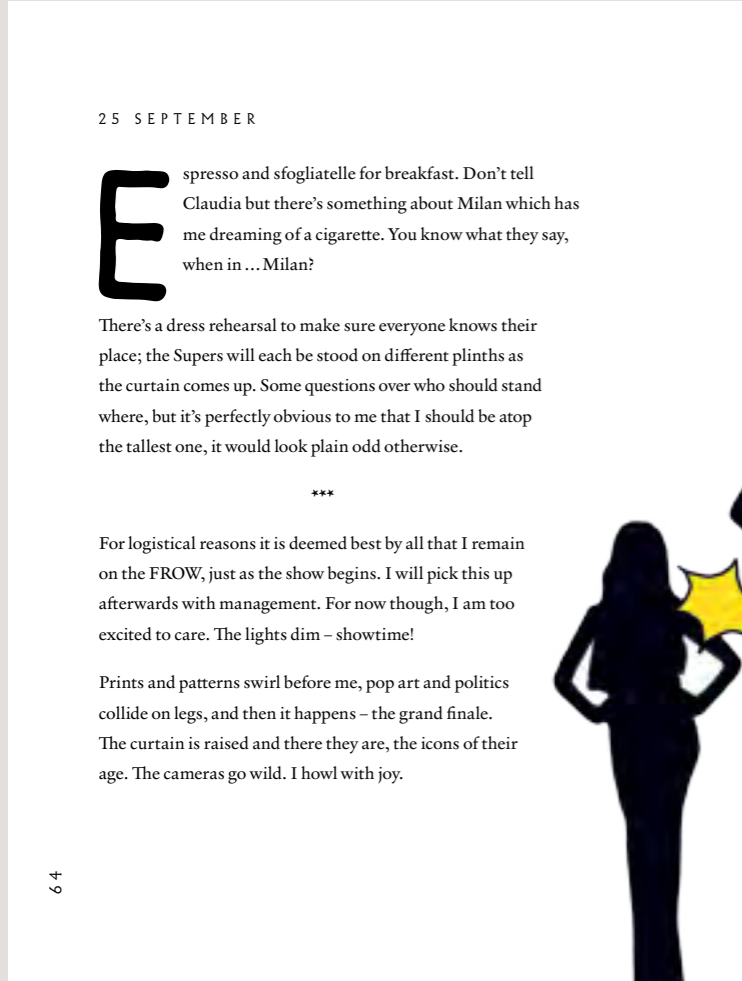 25 SEPTEMBER
Espresso and sfogliatelle for breakfast. Don’t tell
Claudia but there’s something about Milan which has
me dreaming of a cigarette. You know what they say,
when in … Milan?
There’s a dress rehearsal to make sure everyone knows their
place; the Supers will each be stood on different plinths as
the curtain comes up. Some questions over who should stand
where, but it’s perfectly obvious to me that I should be atop
the tallest one, it would look plain odd otherwise.
***
For logistical reasons it is deemed best by all that I remain
on the FROW, just as the show begins. I will pick this up
afterwards with management. For now though, I am too
excited to care. The lights dim – showtime!
Prints and patterns swirl before me, pop art and politics
collide on legs, and then it happens – the grand finale.
The curtain is raised and there they are, the icons of their
age. The cameras go wild. I howl with joy.
64